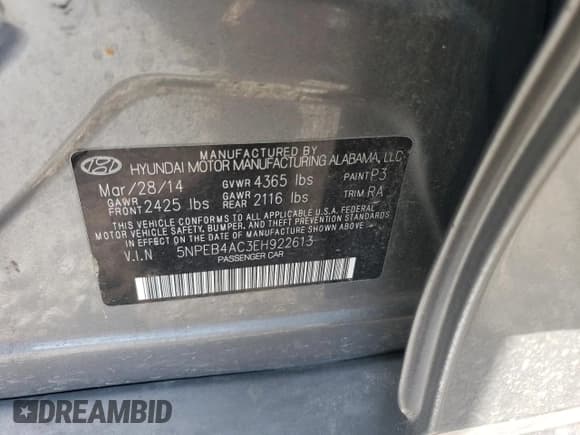 MANUFACTURED BY
HYUNDAI MOTOR MANUFACTURING ALABAMA, LLC
Mar/28/14 GVWR 4365 lbs PAINT P3
GAWR FRONT 2425 lbs GAWR REAR 2116 lbs TRIM RA
THIS VEHICLE CONFORMS TO ALL APPLICABLE U.S.A. FEDERAL
MOTOR VEHICLE SAFETY, BUMPER, AND THEFT PREVENTION STANDARDS
IN EFFECT ON THE DATE OF MANUFACTURE SHOWN ABOVE.
V.I.N 5NPEB4AC3EH922613
PASSENGER CAR
DREAMBID